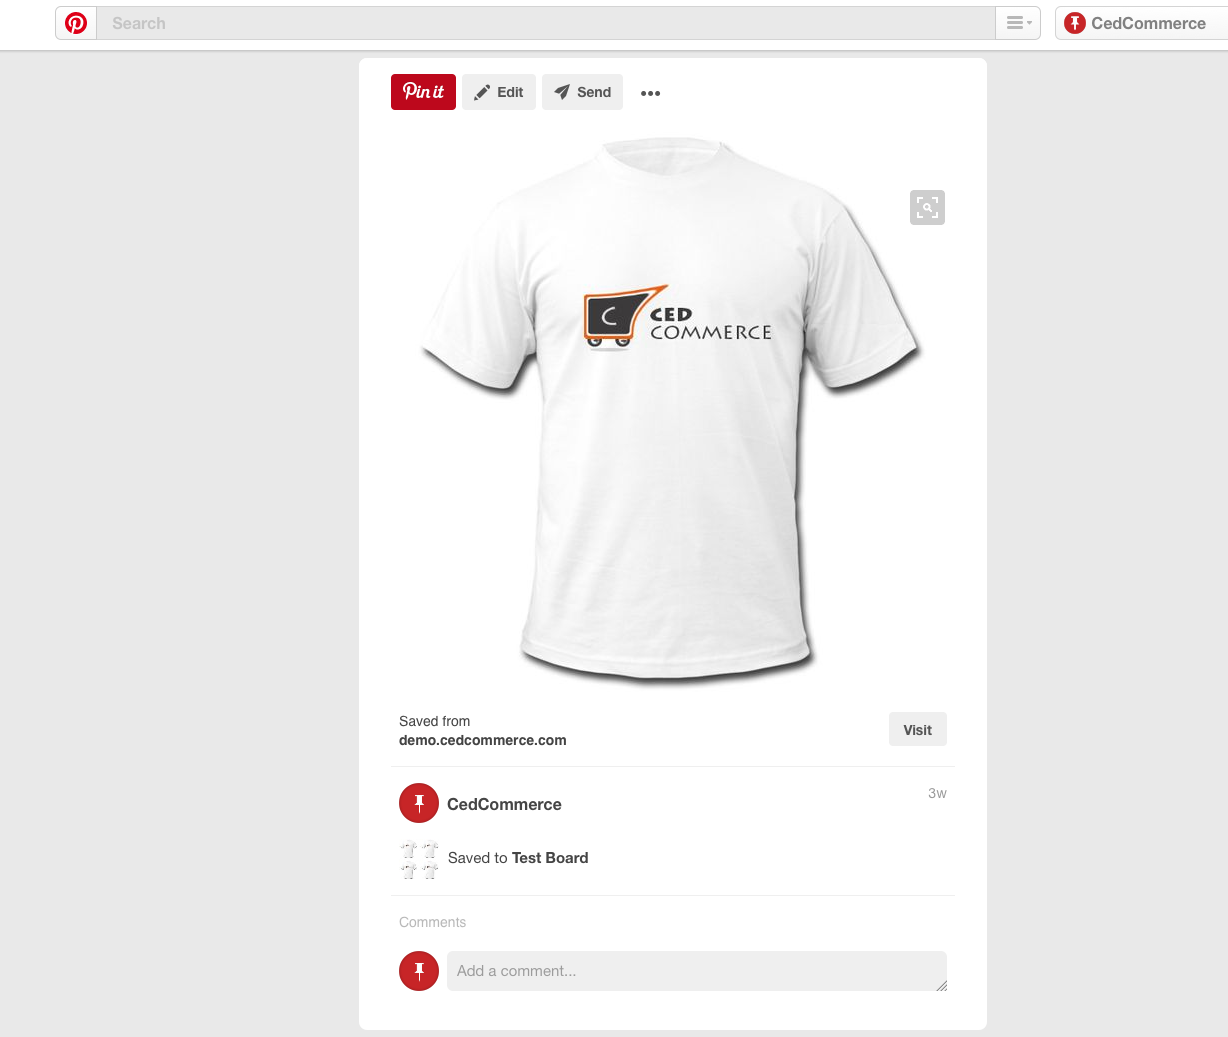 Search
CedCommerce
Pin it
Edit
Send
C
CED
COMMERCE
Saved from
demo.cedcommerce.com
Visit
CedCommerce
3w
Saved to Test Board
Comments
Add a comment...